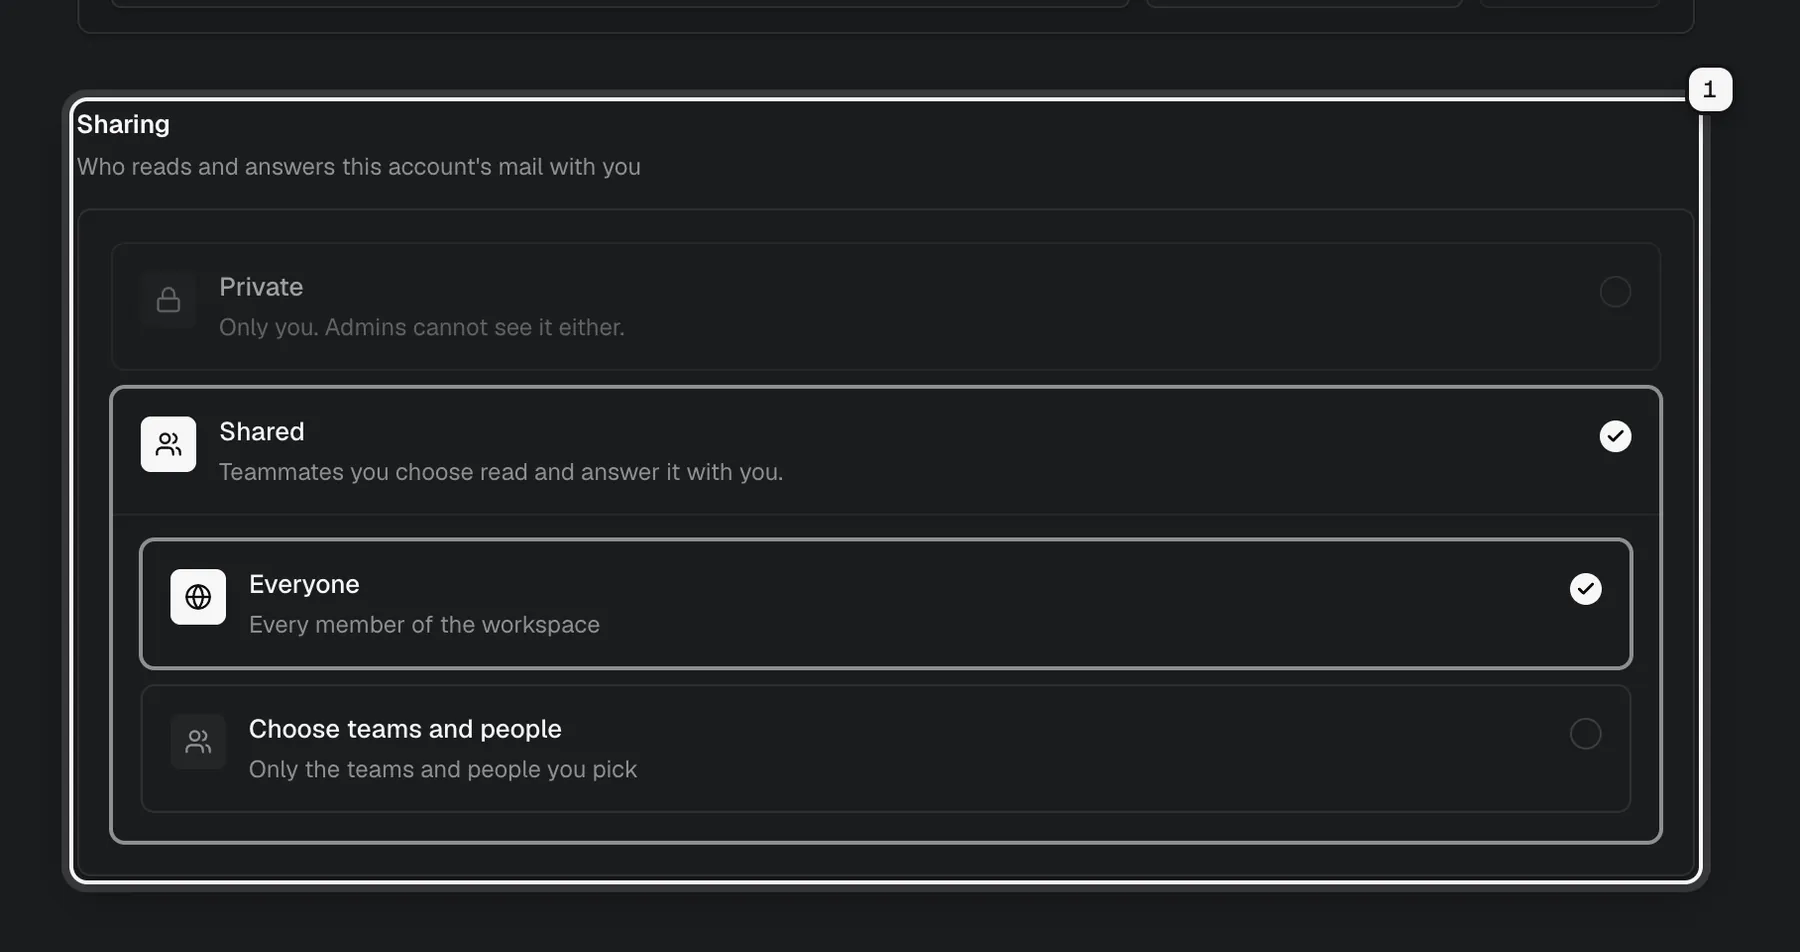 1
Sharing
Who reads and answers this account's mail with you
Private
Only you. Admins cannot see it either.
Shared
Teammates you choose read and answer it with you.
Everyone
Every member of the workspace
Choose teams and people
Only the teams and people you pick